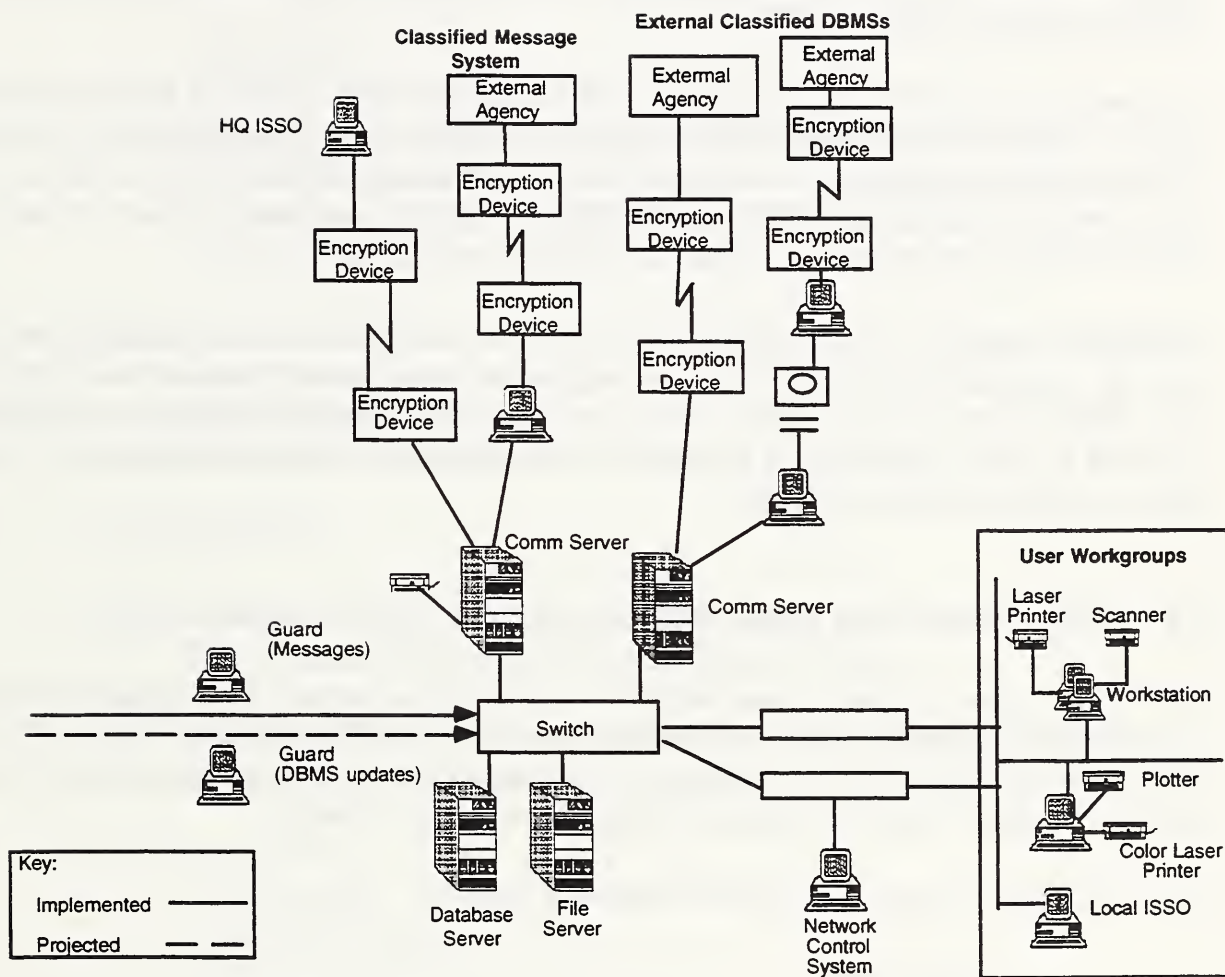 External Classified DBMSs
Classified Message
System
External
Agency
External
Agency
External
Agency
HQ ISSO
Encryption
Device
Encryption
Device
Encryption
Device
Encryption
Device
Encryption
Device
Encryption
Device
Encryption
Device
Encryption
Device
Comm Server
Comm Server
User Workgroups
Laser
Printer
Scanner
Workstation
Guard
(Messages)
Switch
Guard
(DBMS updates)
Plotter
Color Laser
Printer
Key:
Implemented
Projected
Database
Server
File
Server
Network
Control
System
Local ISSO